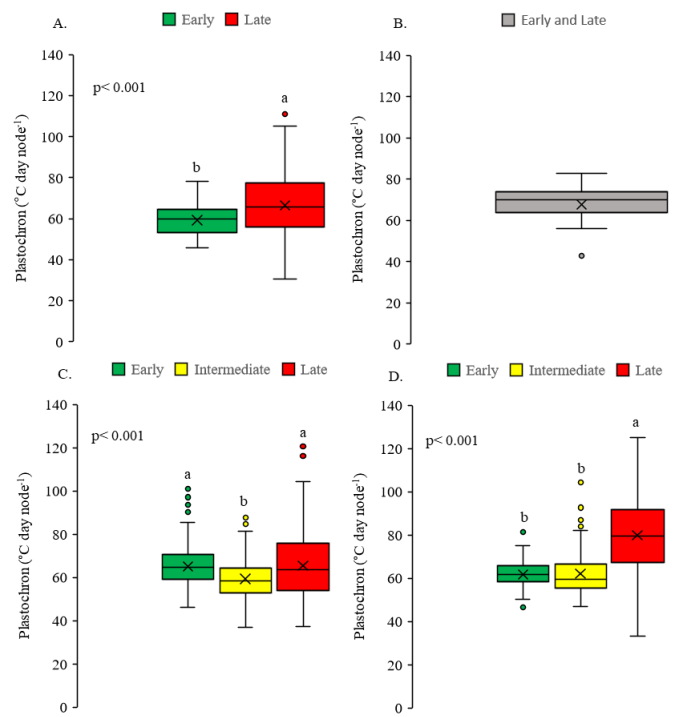 A.
Early Late
B.
Early and Late
140
120
100
80
60
40
20
0
Plastochron (°C day node-1)
p< 0.001
b
a
140
120
100
80
60
40
20
0
Plastochron (°C day node-1)
C.
Early Intermediate Late
D.
Early Intermediate Late
140
120
100
80
60
40
20
0
Plastochron (°C day node-1)
p< 0.001
a
b
a
140
120
100
80
60
40
20
0
Plastochron (°C day node-1)
p< 0.001
b
b
a